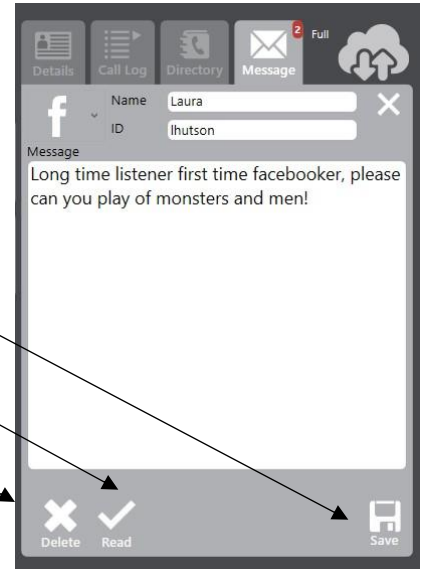 2 Full
Details Call Log Directory Message
f Name Laura
ID lhutson
Message
Long time listener first time facebooker, please
can you play of monsters and men!
Delete Read Save